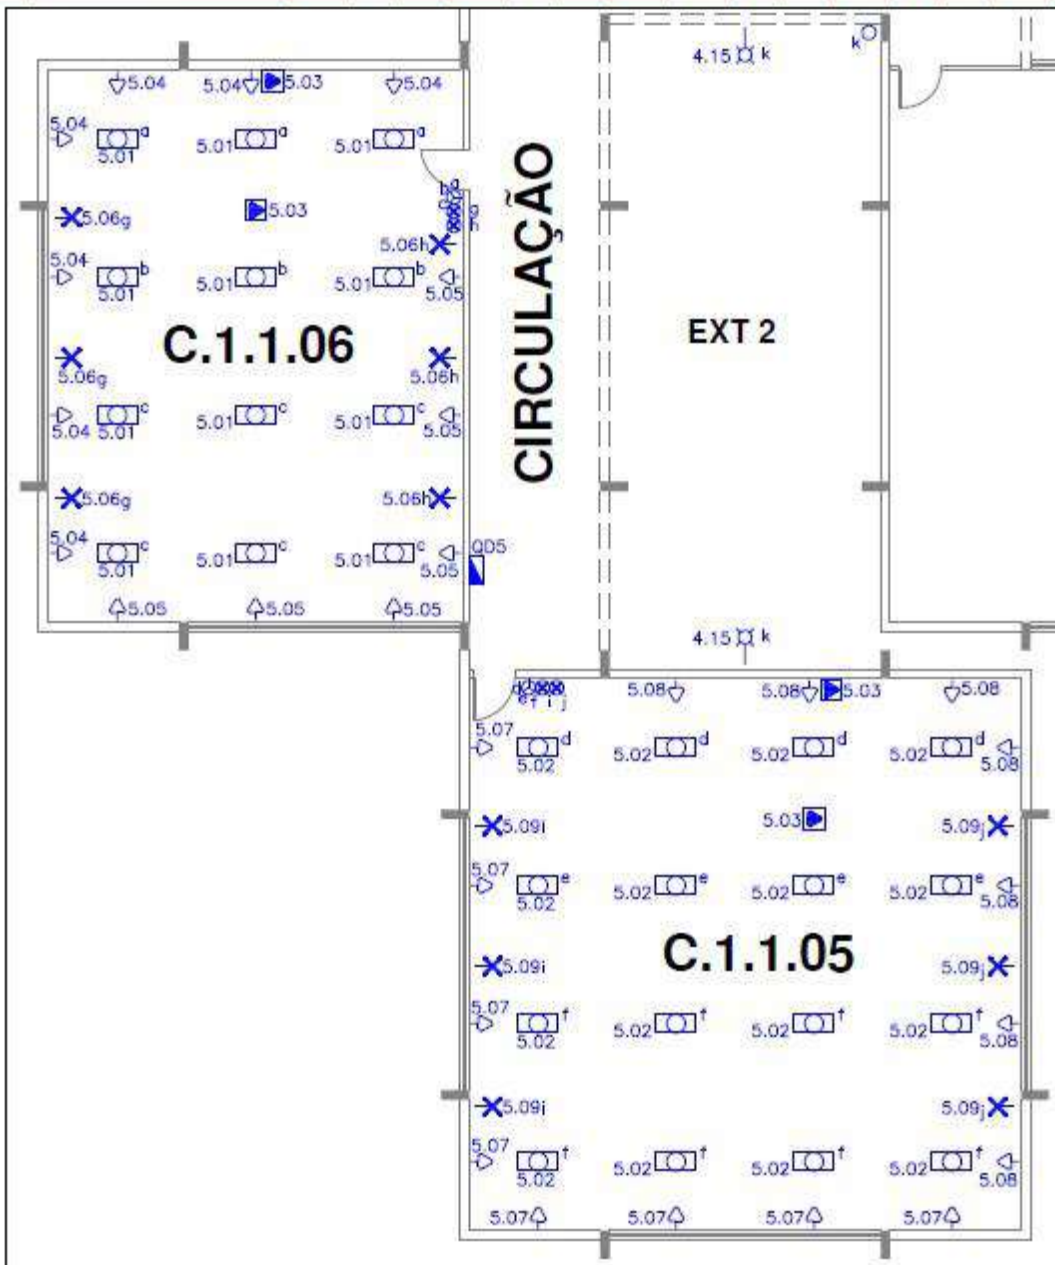 4.15 k
k
5.04 5.04 5.03 5.04
5.04
a a a
5.01 5.01 5.01
5.03
5.06g
5.06h
5.04
b b b
5.01 5.01 5.01
5.05
C.1.1.06
CIRCULAÇÃO
EXT 2
5.06g 5.06h
c c c
5.04 5.01 5.01 5.01 5.05
5.06g 5.06h
5.04
c c c
5.01 5.01 5.01 5.05
QD5
5.05 5.05 5.05
4.15 k
5.08 5.08 5.03 5.08
5.07
d d d d
5.02 5.02 5.02 5.02 5.08
5.03
5.09i 5.09j
5.07
e e e e
5.02 5.02 5.02 5.02 5.08
C.1.1.05
5.09i 5.09j
5.07
f f f f
5.02 5.02 5.02 5.02 5.08
5.09i 5.09j
5.07
f f f f
5.02 5.02 5.02 5.02 5.08
5.07 5.07 5.07 5.07